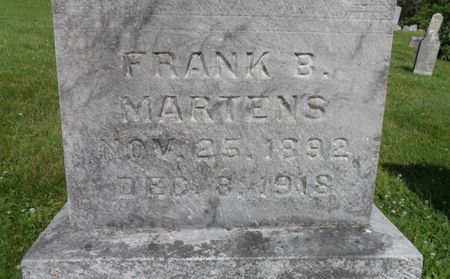 FRANK B.
MARTENS
NOV. 25, 1892
DEC. 8, 1918